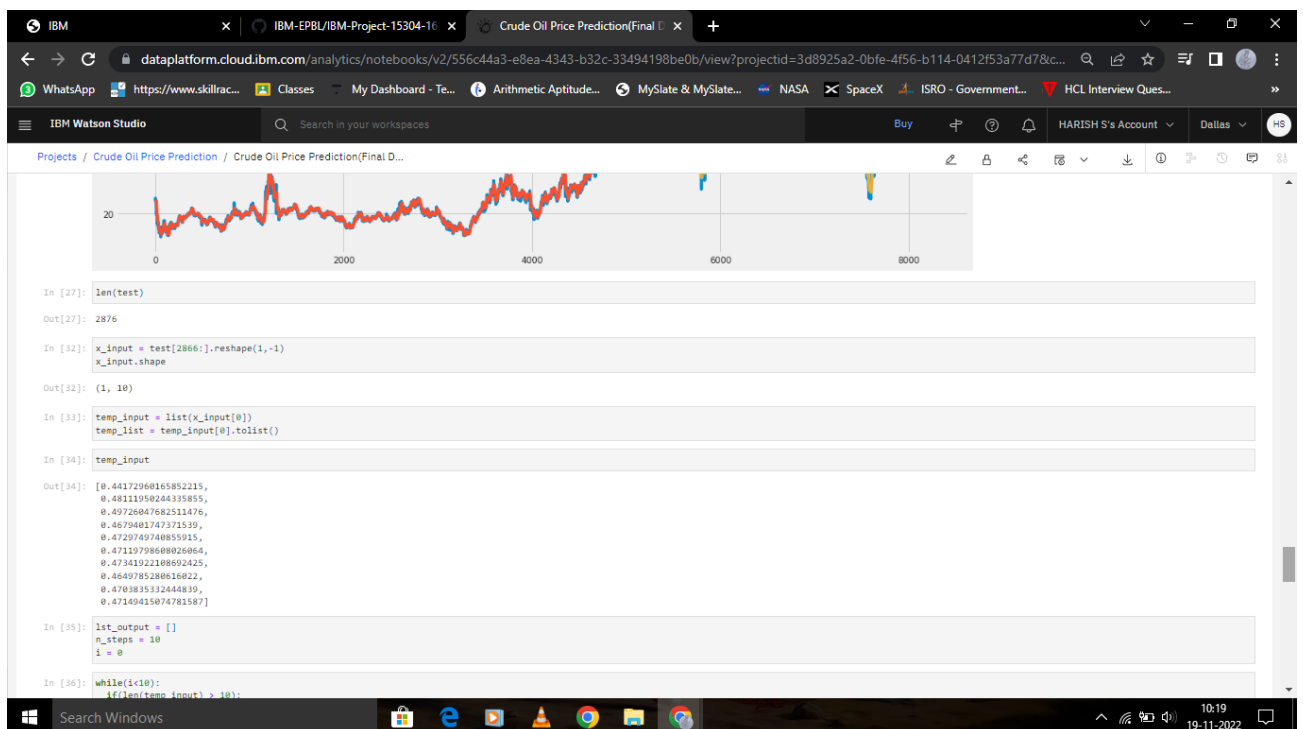 IBM
IBM-EPBL/IBM-Project-15304-16
Crude Oil Price Prediction(Final D
dataplatform.cloud.ibm.com/analytics/notebooks/v2/556c44a3-e8ea-4343-b32c-33494198be0b/view?projectid=3d8925a2-0bfe-4f56-b114-0412f53a77d7&c...
WhatsApp https://www.skillrac... Classes My Dashboard - Te... Arithmetic Aptitude... MySlate & MySlate... NASA SpaceX ISRO - Government... HCL Interview Ques... »
IBM Watson Studio Search in your workspaces Buy HARISH S's Account Dallas HS
Projects / Crude Oil Price Prediction / Crude Oil Price Prediction(Final D...
20
0 2000 4000 6000 8000
In [27]: len(test)
Out[27]: 2876
In [32]: x_input = test[2866:].reshape(1,-1)
x_input.shape
Out[32]: (1, 10)
In [33]: temp_input = list(x_input[0])
temp_list = temp_input[0].tolist()
In [34]: temp_input
Out[34]: [0.44172960165852215,
0.48111950244335855,
0.49726047682511476,
0.4679401747371539,
0.4729749740855915,
0.47119798608026064,
0.47341922108692425,
0.4649785280616022,
0.4703835332444839,
0.47149415074781587]
In [35]: lst_output = []
n_steps = 10
i = 0
In [36]: while(i<10):
if(len(temp_input) > 10):
Search Windows
10:19
19-11-2022